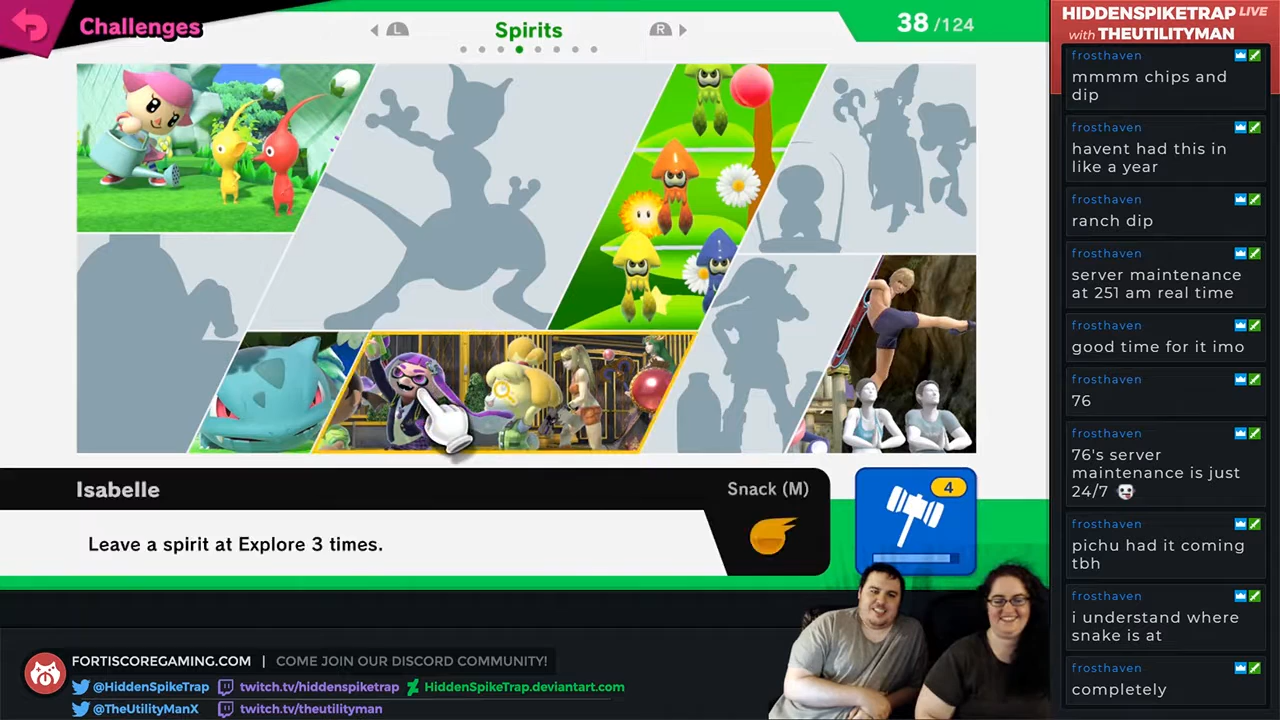 Challenges
L
Spirits
R
38 /124
Isabelle
Snack (M)
Leave a spirit at Explore 3 times.
4
HIDDENSPIKETRAP LIVE
with THEUTILITYMAN
frosthaven
mmmm chips and
dip
frosthaven
havent had this in
like a year
frosthaven
ranch dip
frosthaven
server maintenance
at 251 am real time
frosthaven
good time for it imo
frosthaven
76
frosthaven
76's server
maintenance is just
24/7
frosthaven
pichu had it coming
tbh
frosthaven
i understand where
snake is at
frosthaven
completely
FORTISCOREGAMING.COM | COME JOIN OUR DISCORD COMMUNITY!
@HiddenSpikeTrap twitch.tv/hiddenspiketrap HiddenSpikeTrap.deviantart.com
@TheUtilityManX twitch.tv/theutilityman